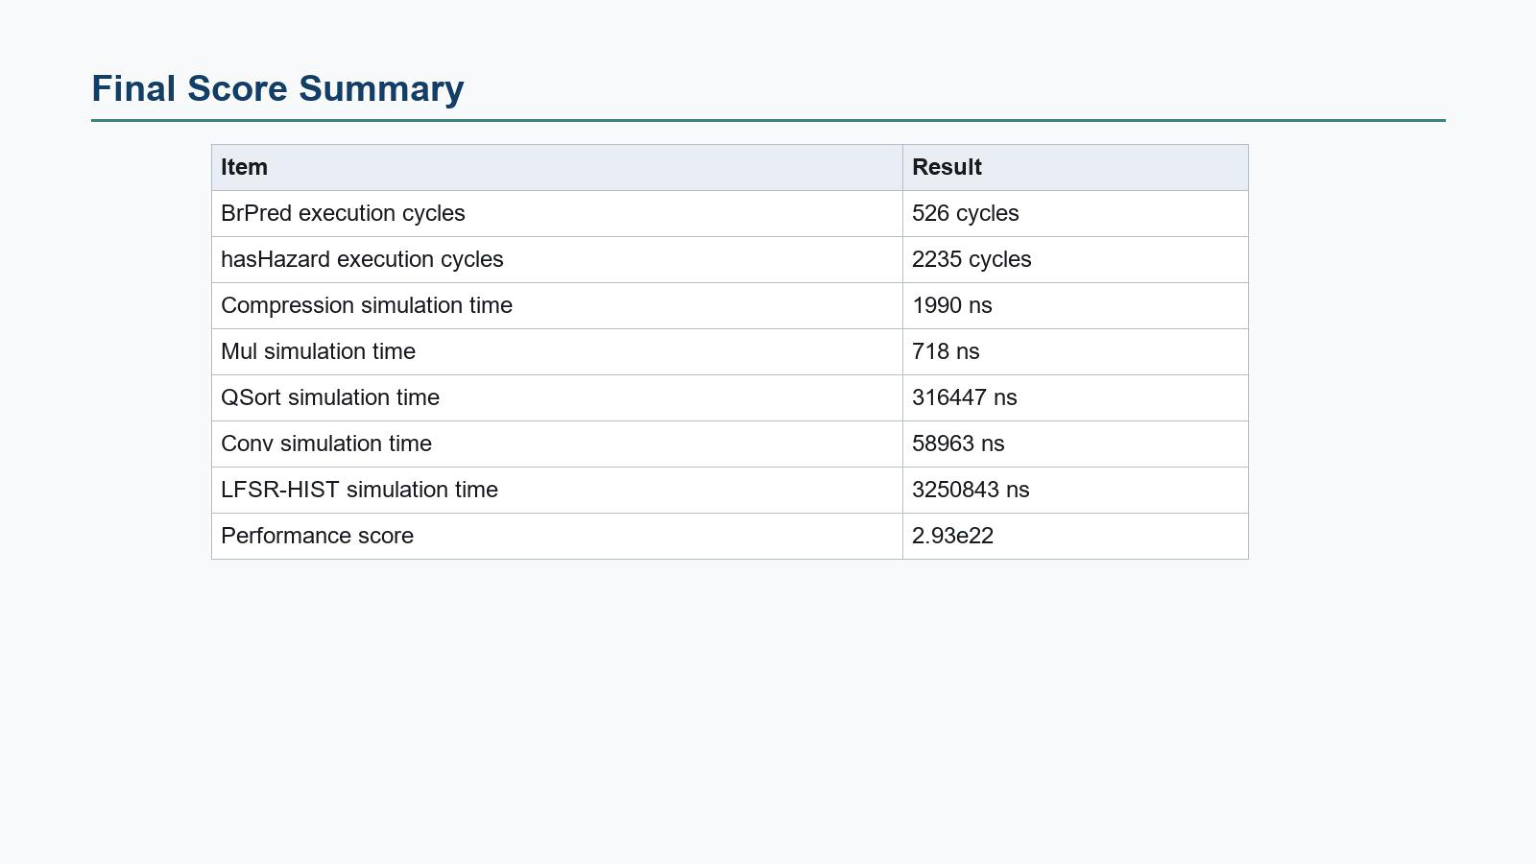 Final Score Summary
Item Result
BrPred execution cycles 526 cycles
hasHazard execution cycles 2235 cycles
Compression simulation time 1990 ns
Mul simulation time 718 ns
QSort simulation time 316447 ns
Conv simulation time 58963 ns
LFSR-HIST simulation time 3250843 ns
Performance score 2.93e22